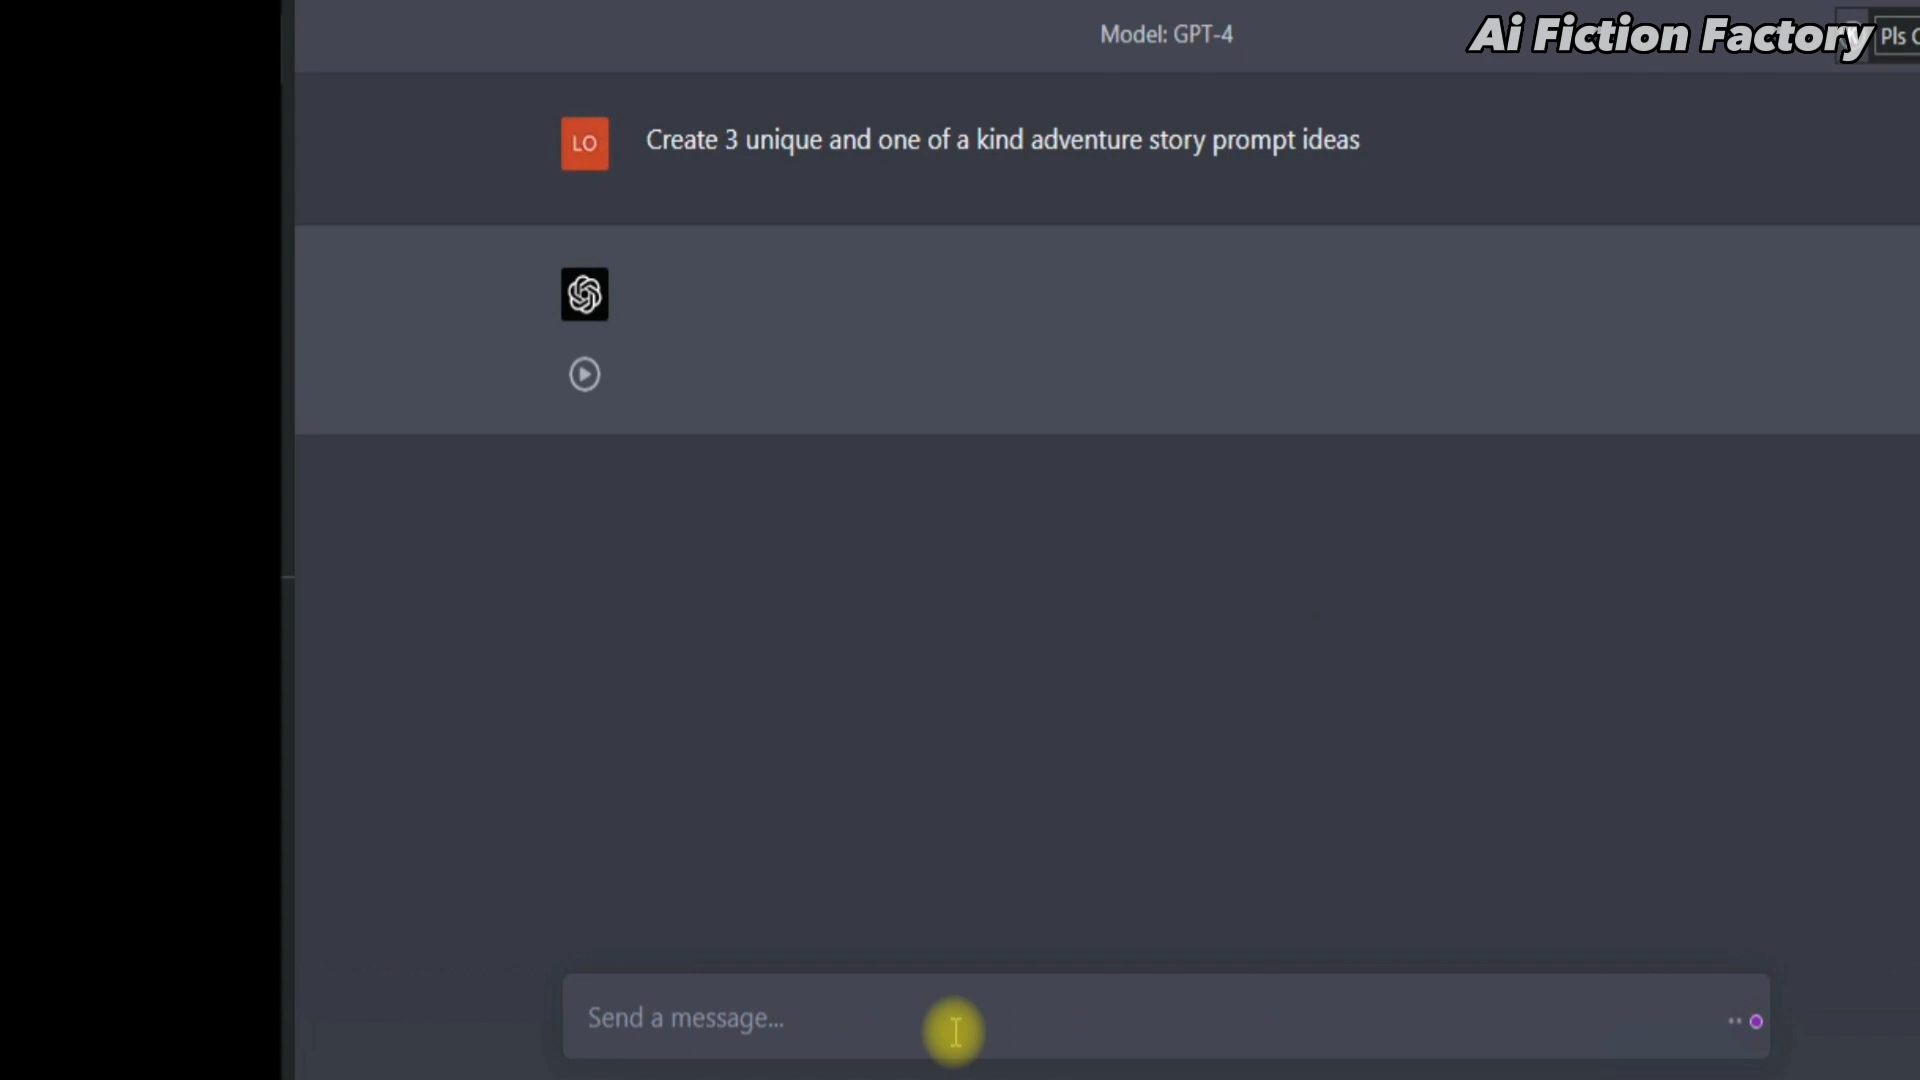 Model: GPT-4
Ai Fiction Factory
Pls
LO
Create 3 unique and one of a kind adventure story prompt ideas
Send a message...